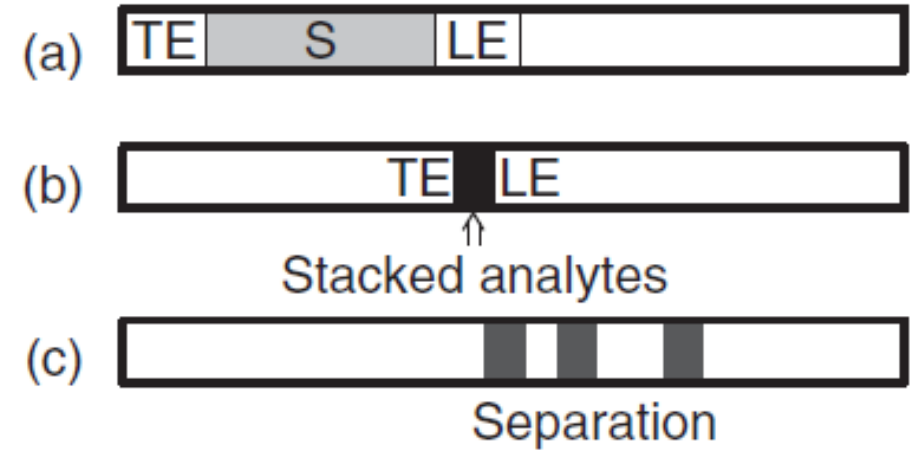 (a) TE S LE
(b) TE LE
Stacked analytes
(c)
Separation